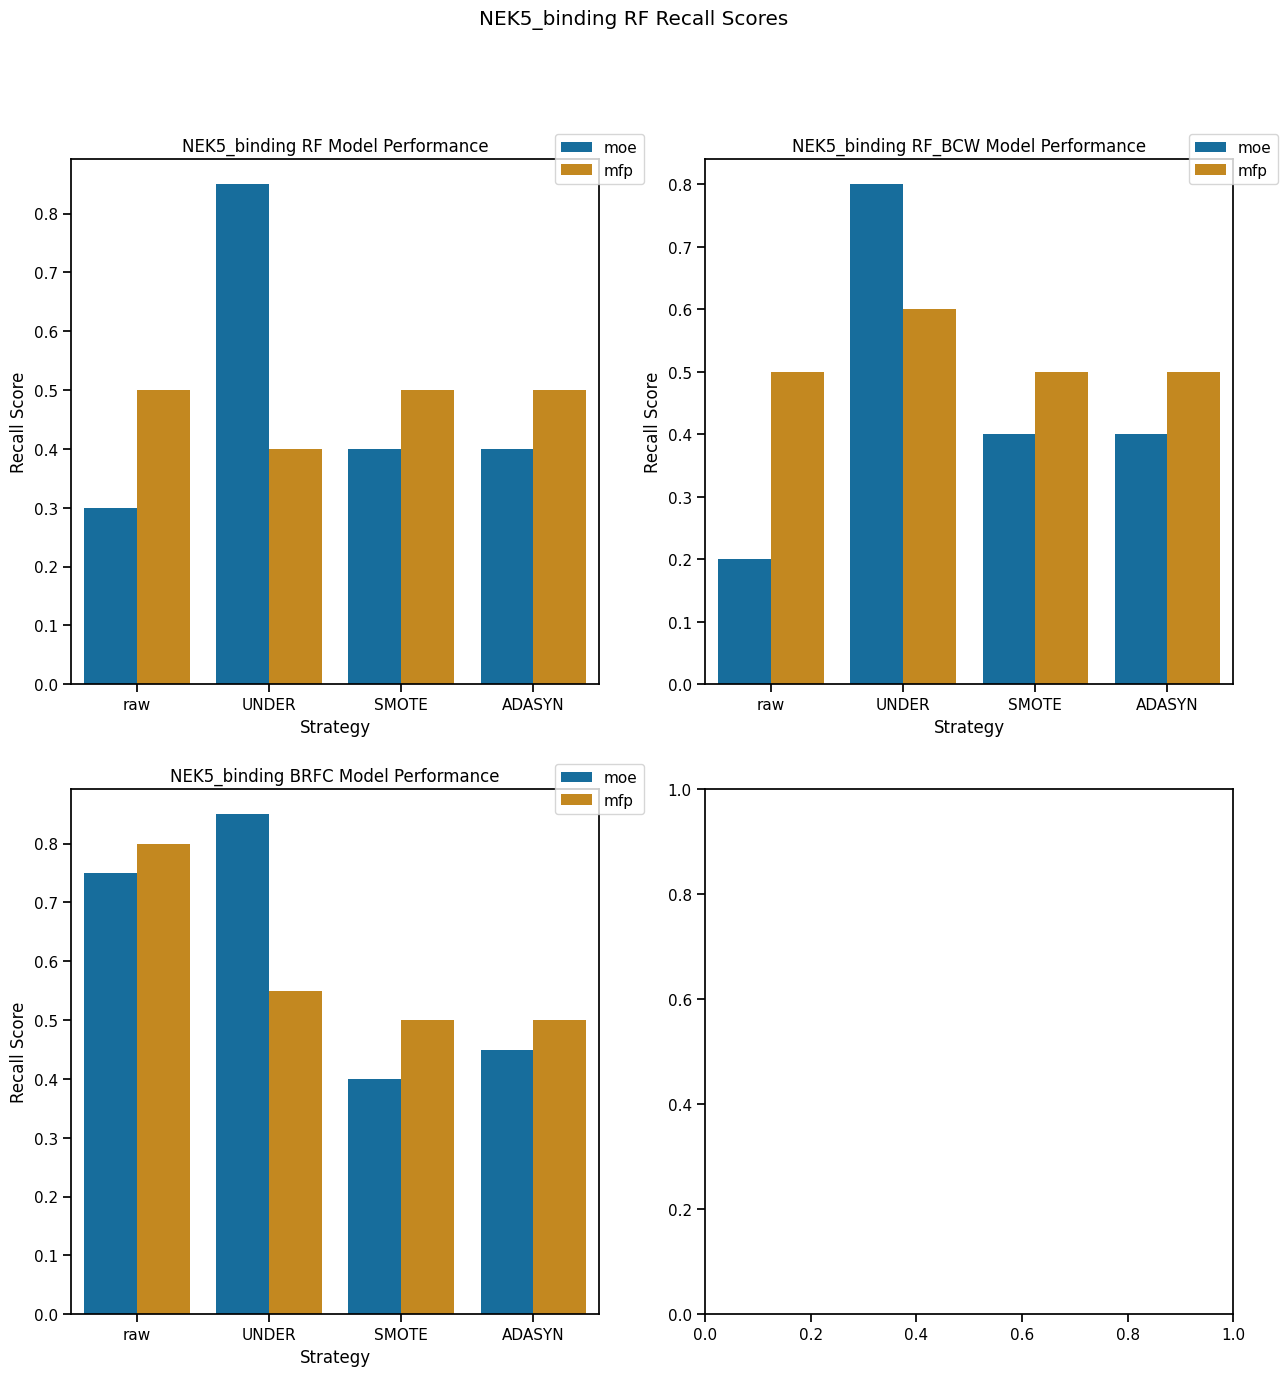 NEK5_binding RF Recall Scores
NEK5_binding RF Model Performance
moe
mfp
Recall Score
0.8
0.7
0.6
0.5
0.4
0.3
0.2
0.1
0.0
raw UNDER SMOTE ADASYN
Strategy
NEK5_binding RF_BCW Model Performance
moe
mfp
Recall Score
0.8
0.7
0.6
0.5
0.4
0.3
0.2
0.1
0.0
raw UNDER SMOTE ADASYN
Strategy
NEK5_binding BRFC Model Performance
moe
mfp
Recall Score
0.8
0.7
0.6
0.5
0.4
0.3
0.2
0.1
0.0
raw UNDER SMOTE ADASYN
Strategy
1.0
0.8
0.6
0.4
0.2
0.0
0.0 0.2 0.4 0.6 0.8 1.0